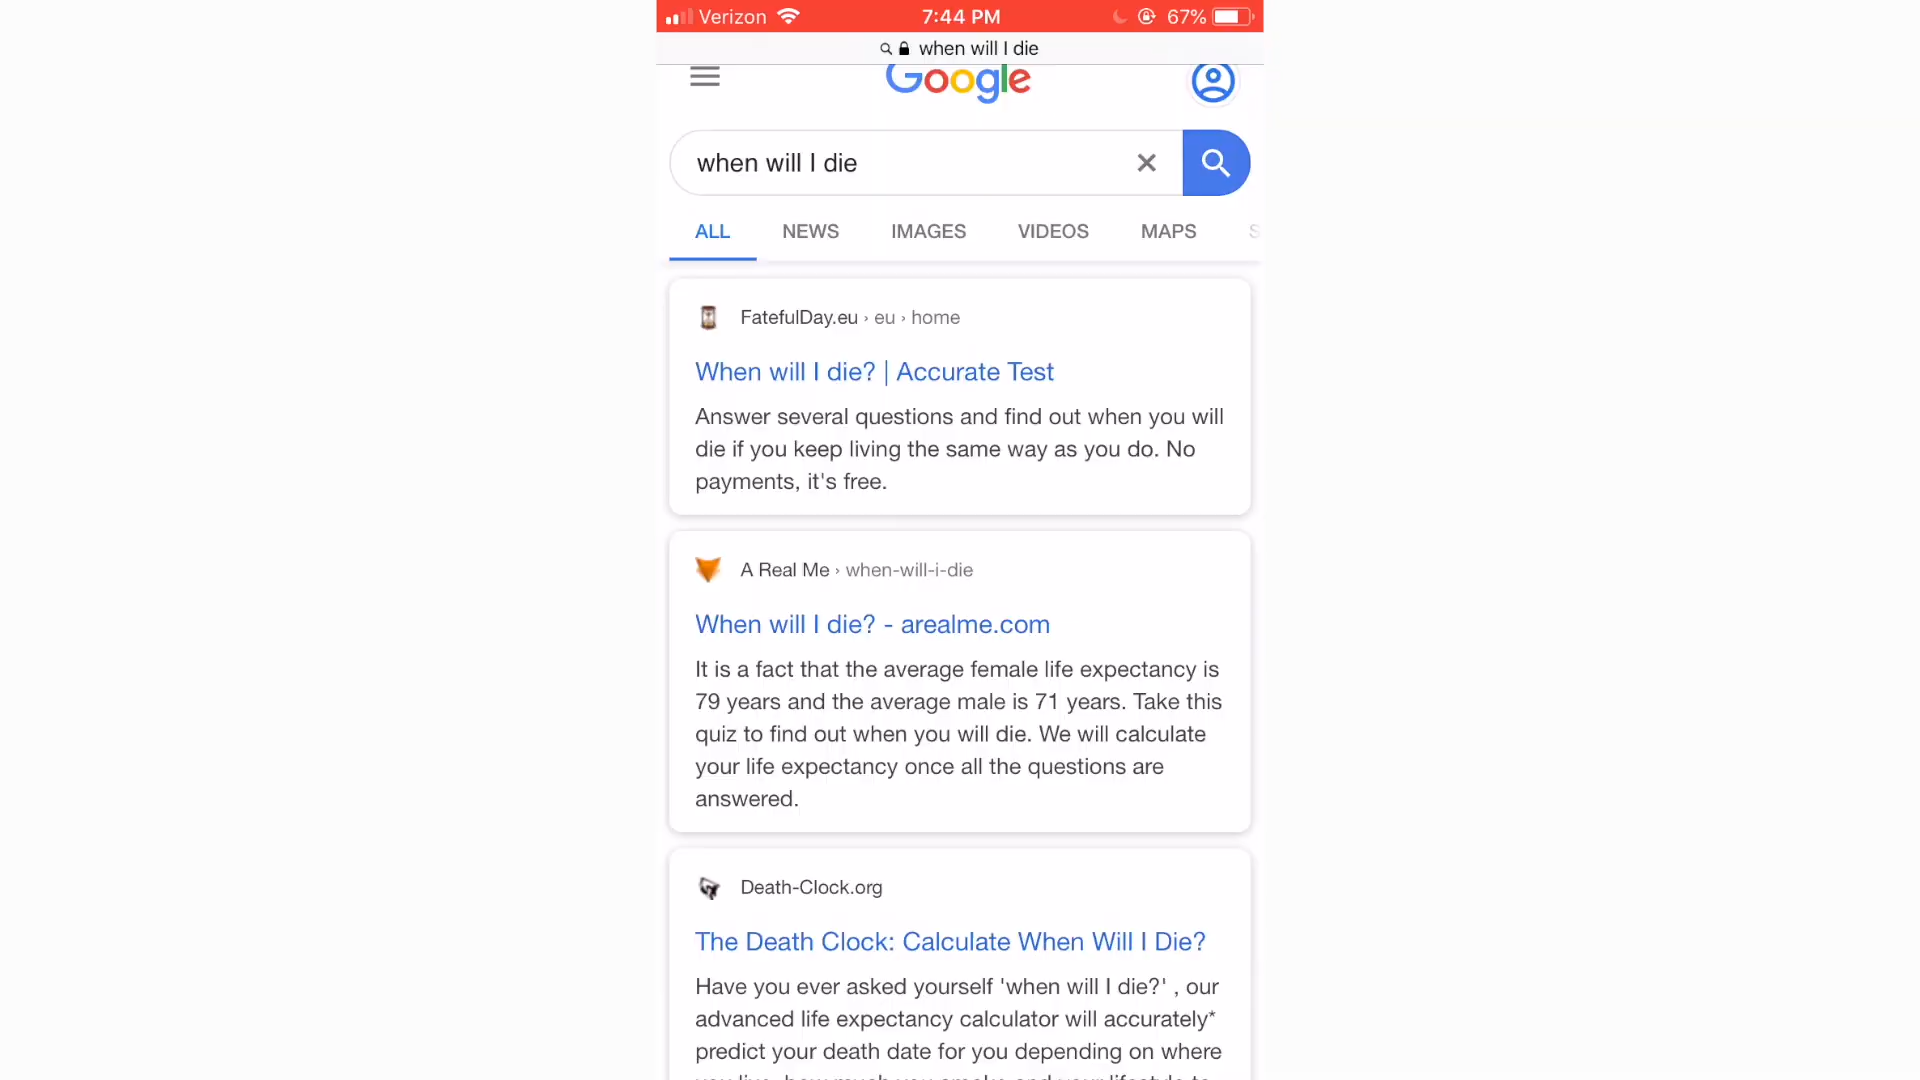 Verizon 7:44 PM 67%
when will I die
Google
when will I die
ALL NEWS IMAGES VIDEOS MAPS S
FatefulDay.eu › eu › home
When will I die? | Accurate Test
Answer several questions and find out when you will
die if you keep living the same way as you do. No
payments, it's free.
A Real Me › when-will-i-die
When will I die? - arealme.com
It is a fact that the average female life expectancy is
79 years and the average male is 71 years. Take this
quiz to find out when you will die. We will calculate
your life expectancy once all the questions are
answered.
Death-Clock.org
The Death Clock: Calculate When Will I Die?
Have you ever asked yourself 'when will I die?' , our
advanced life expectancy calculator will accurately*
predict your death date for you depending on where